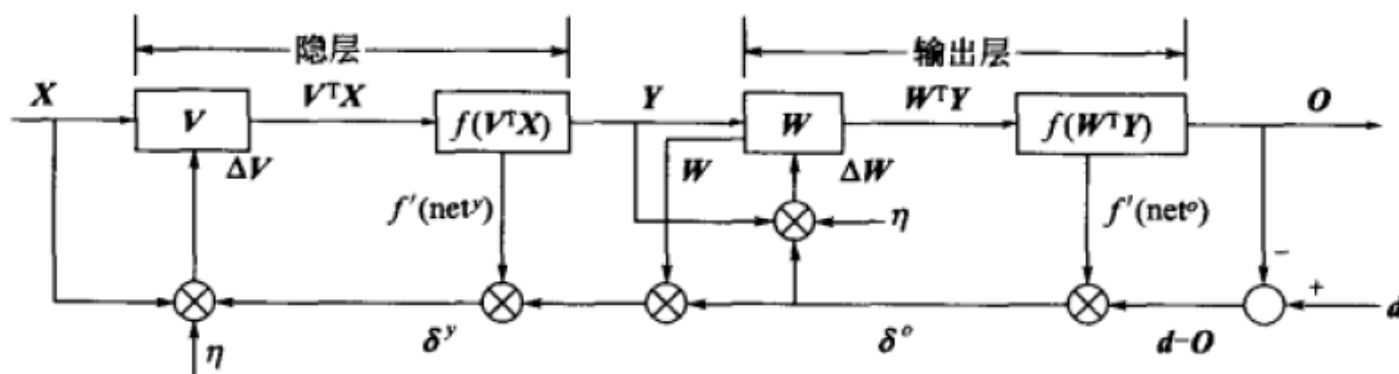 隐层
输出层
X
V
VᵀX
f(VᵀX)
Y
W
WᵀY
f(WᵀY)
O
ΔV
W
ΔW
f′(netʸ)
η
f′(netᵒ)
−
+
d
η
δʸ
δᵒ
d−O